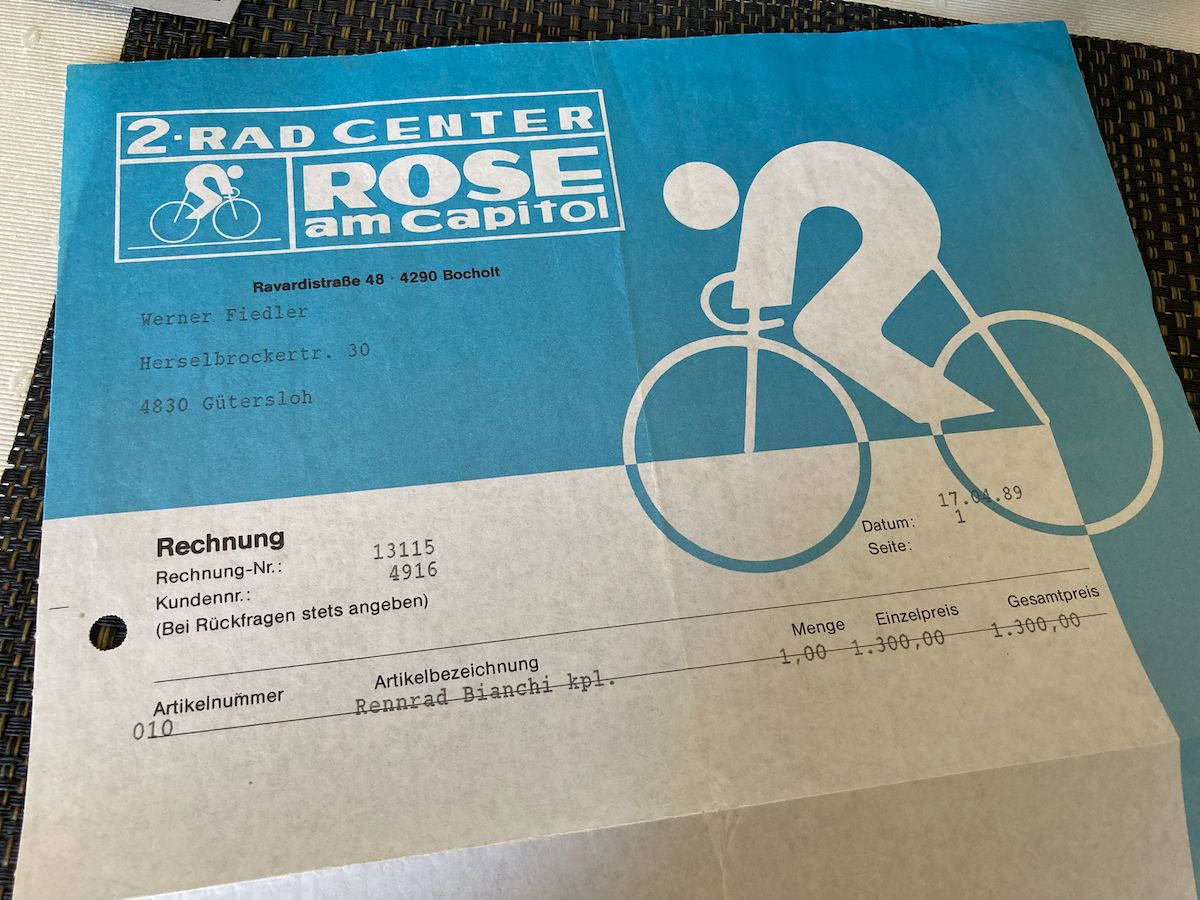 2-RAD CENTER
ROSE
am capitol
Ravardistraße 48 · 4290 Bocholt
Werner Fiedler
Herselbrockertr. 30
4830 Gütersloh
17.04.89
Datum:
1
Seite:
Rechnung
Rechnung-Nr.: 13115
Kundennr.: 4916
(Bei Rückfragen stets angeben)
Artikelnummer Artikelbezeichnung Menge Einzelpreis Gesamtpreis
010 Rennrad Bianchi kpl. 1,00 1.300,00 1.300,00